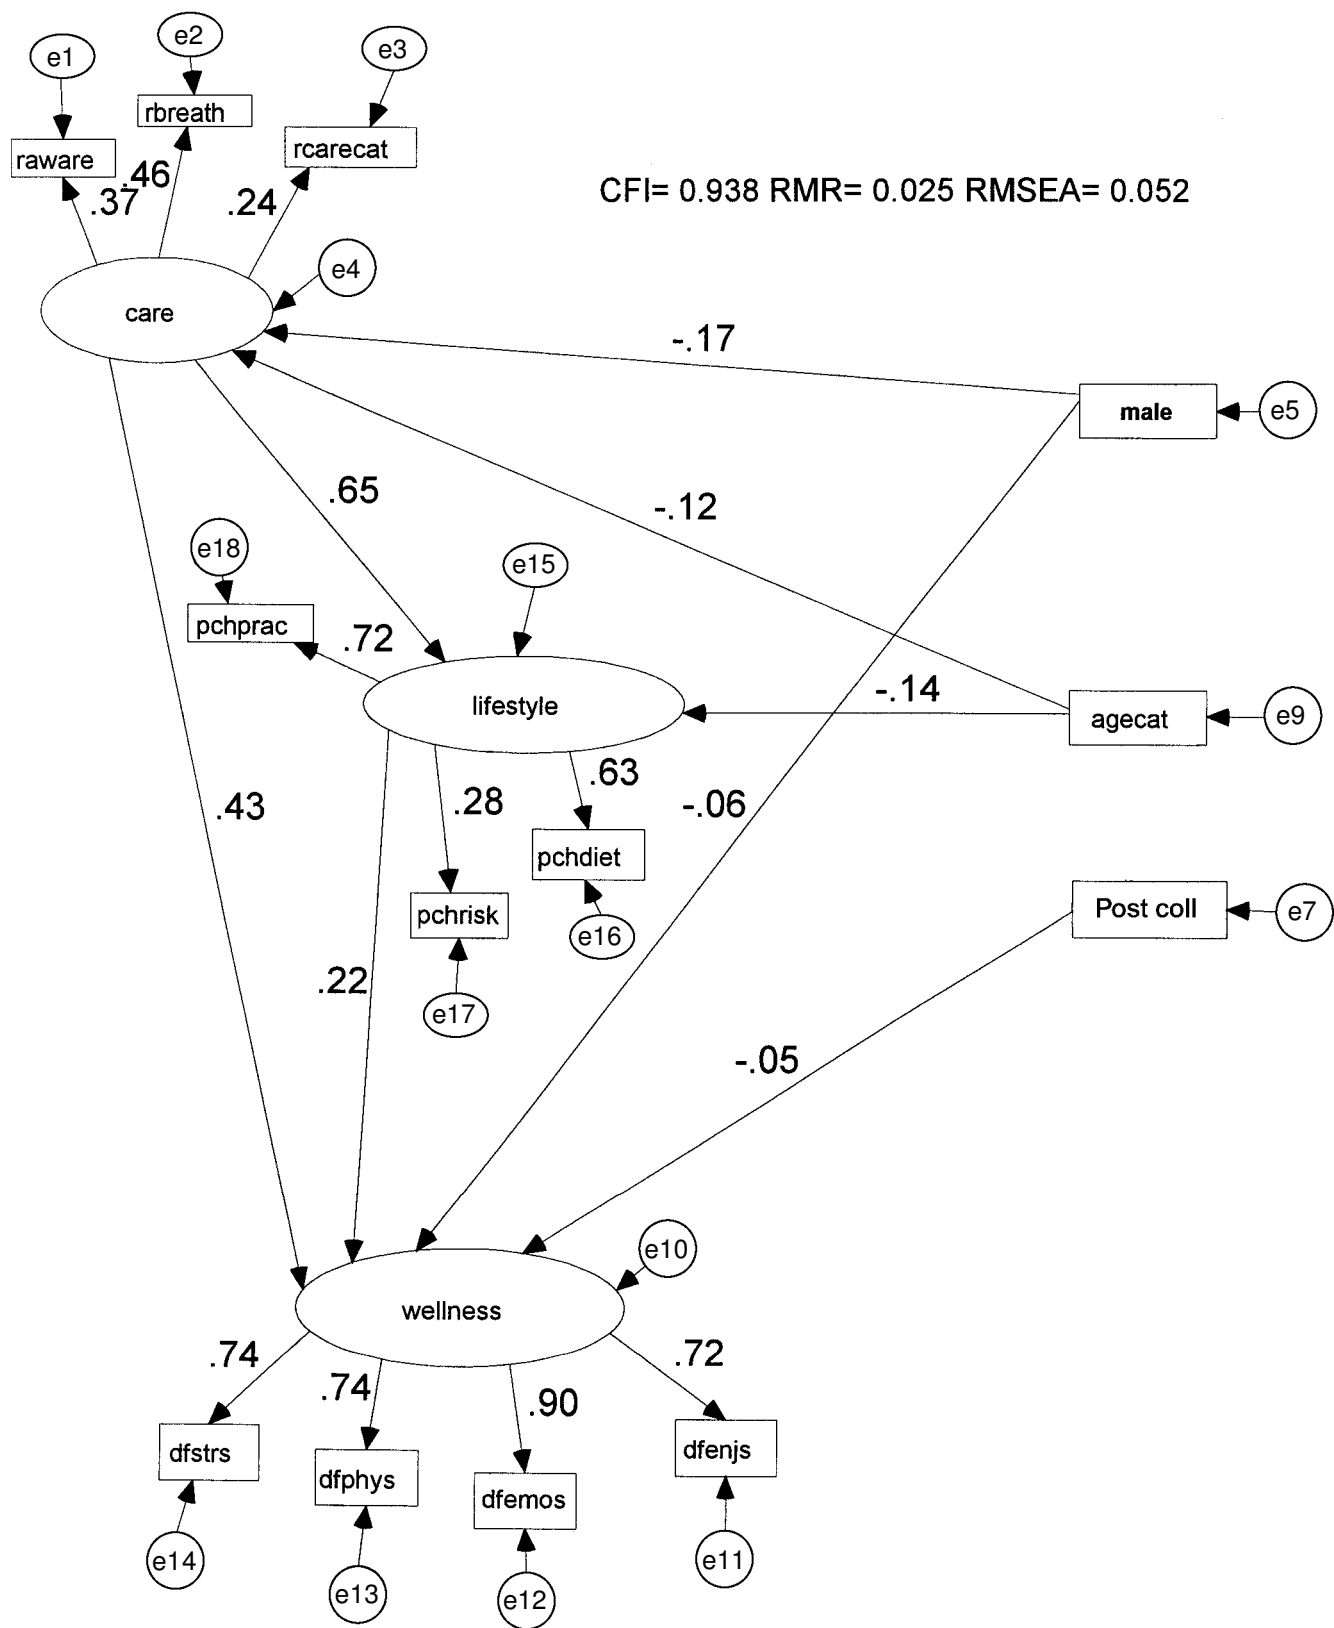 e1
e2
e3
rbreath
raware
rcarecat
.46
.37
.24
CFI= 0.938 RMR= 0.025 RMSEA= 0.052
e4
care
-.17
male
e5
.65
-.12
e18
e15
pchprac
.72
lifestyle
-.14
agecat
e9
.63
.43
.28
-.06
pchdiet
pchrisk
Post coll
e7
e16
.22
e17
-.05
e10
wellness
.74
.72
.74
.90
dfstrs
dfenjs
dfphys
dfemos
e14
e11
e13
e12